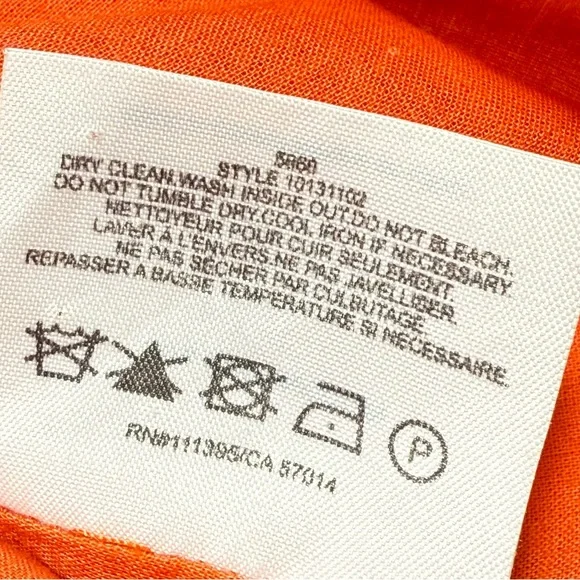 5860
STYLE 10131102
DRY CLEAN.WASH INSIDE OUT.DO NOT BLEACH.
DO NOT TUMBLE DRY.COOL IRON IF NECESSARY
NETTOYEUR POUR CUIR SEULEMENT.
LAVER À L'ENVERS.NE PAS JAVELLISER.
NE PAS SÉCHER PAR CULBUTAGE.
REPASSER A BASSE TEMPERATURE SI NECESSAIRE.
P
RN#111395/CA 57014